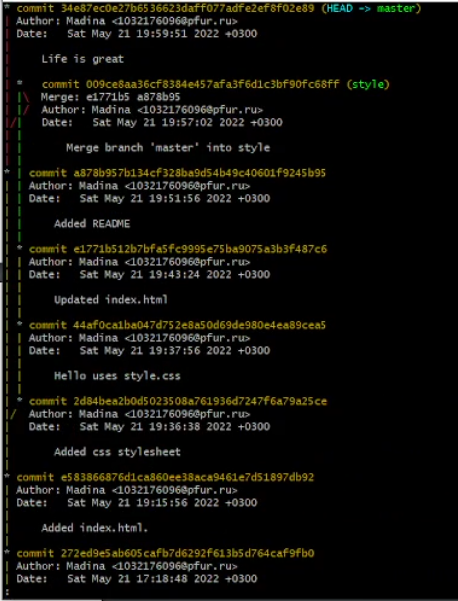 * commit 34e87ec0e27b6536623daff077adfe2ef8f02e89 (HEAD -> master)
| Author: Madina <1032176096@pfur.ru>
| Date:   Sat May 21 19:59:51 2022 +0300
|
|     Life is great
|
| *   commit 009ce8aa36cf8384e457afa3f6d1c3bf90fc68ff (style)
| |\  Merge: e1771b5 a878b95
| |/  Author: Madina <1032176096@pfur.ru>
|/|   Date:   Sat May 21 19:57:02 2022 +0300
| |
| |       Merge branch 'master' into style
| |
* | commit a878b957b134cf328ba9d54b49c40601f9245b95
| | Author: Madina <1032176096@pfur.ru>
| | Date:   Sat May 21 19:51:56 2022 +0300
| |
| |     Added README
| |
| * commit e1771b512b7bfa5fc9995e75ba9075a3b3f487c6
| | Author: Madina <1032176096@pfur.ru>
| | Date:   Sat May 21 19:43:24 2022 +0300
| |
| |     Updated index.html
| |
| * commit 44af0ca1ba047d752e8a50d69de980e4ea89cea5
| | Author: Madina <1032176096@pfur.ru>
| | Date:   Sat May 21 19:37:56 2022 +0300
| |
| |     Hello uses style.css
| |
| * commit 2d84bea2b0d5023508a761936d7247f6a79a25ce
|/  Author: Madina <1032176096@pfur.ru>
|   Date:   Sat May 21 19:36:38 2022 +0300
|
|       Added css stylesheet
|
* commit e583866876d1ca860ee38aca9461e7d51897db92
| Author: Madina <1032176096@pfur.ru>
| Date:   Sat May 21 19:15:56 2022 +0300
|
|     Added index.html.
|
* commit 272ed9e5ab605cafb7d6292f613b5d764caf9fb0
| Author: Madina <1032176096@pfur.ru>
| Date:   Sat May 21 17:18:48 2022 +0300
: